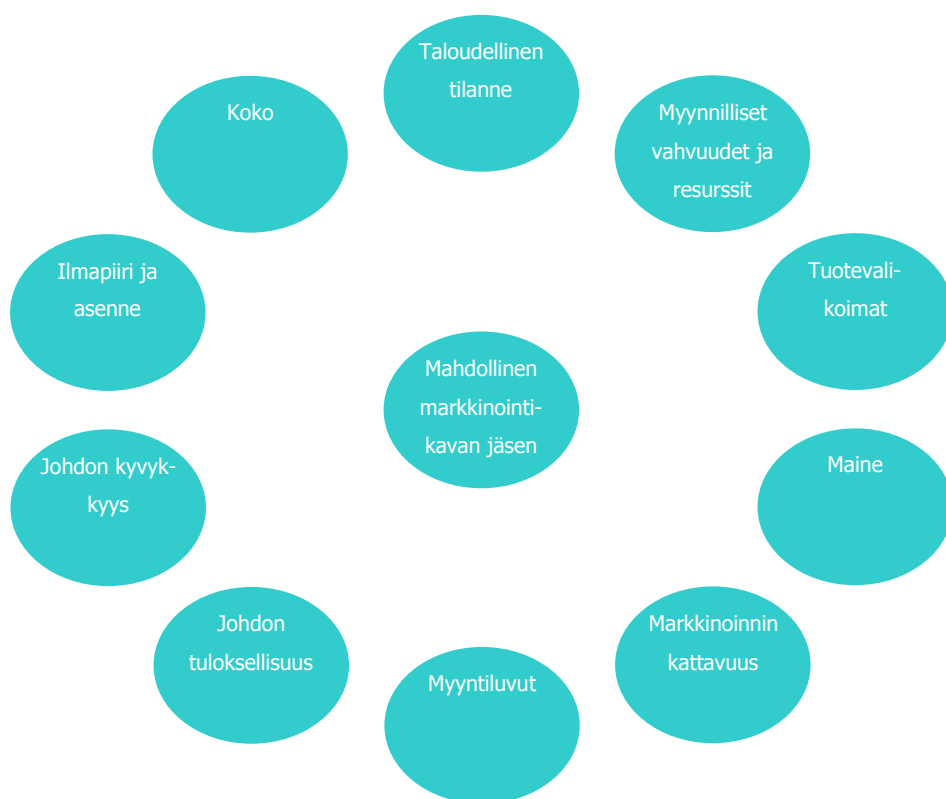 Taloudellinen
tilanne
Koko
Myynnilliset
vahvuudet ja
resurssit
Ilmapiiri ja
asenne
Tuotevali-
koimat
Mahdollinen
markkinointi-
kavan jäsen
Johdon kyvyk-
kyys
Maine
Johdon
tuloksellisuus
Markkinoinnin
kattavuus
Myyntiluvut